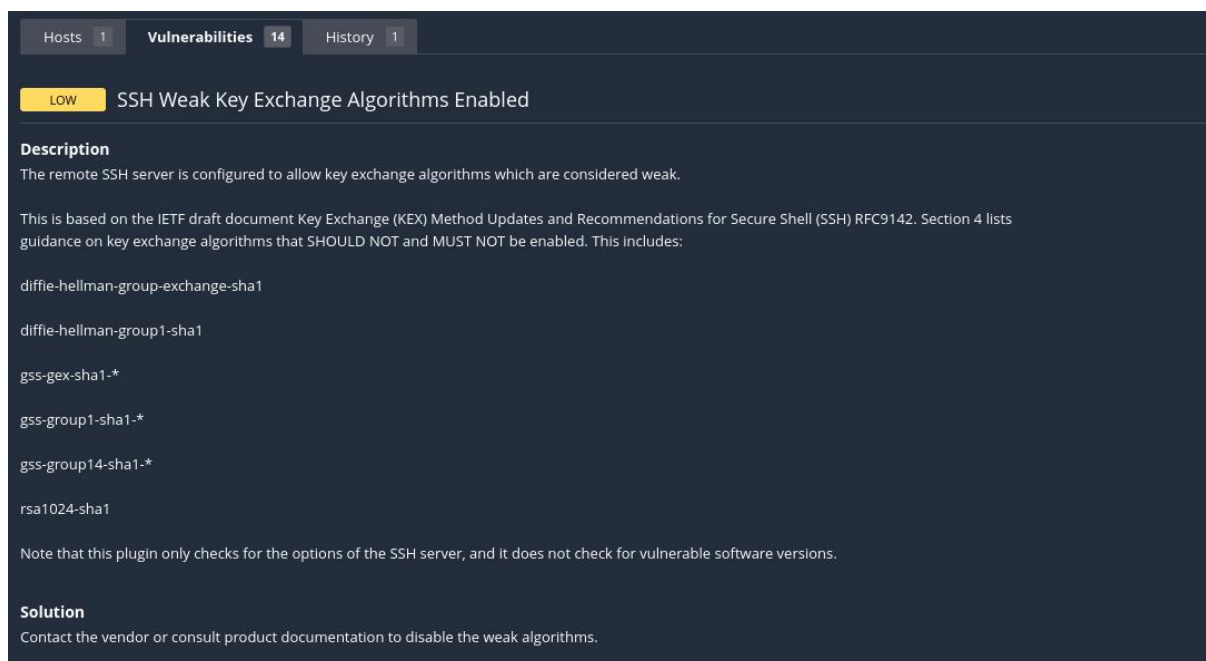 Hosts 1 Vulnerabilities 14 History 1
LOW SSH Weak Key Exchange Algorithms Enabled
Description
The remote SSH server is configured to allow key exchange algorithms which are considered weak.
This is based on the IETF draft document Key Exchange (KEX) Method Updates and Recommendations for Secure Shell (SSH) RFC9142. Section 4 lists
guidance on key exchange algorithms that SHOULD NOT and MUST NOT be enabled. This includes:
diffie-hellman-group-exchange-sha1
diffie-hellman-group1-sha1
gss-gex-sha1-*
gss-group1-sha1-*
gss-group14-sha1-*
rsa1024-sha1
Note that this plugin only checks for the options of the SSH server, and it does not check for vulnerable software versions.
Solution
Contact the vendor or consult product documentation to disable the weak algorithms.